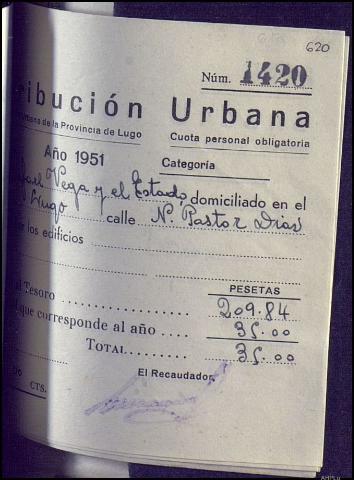 620
Núm. 1420
ibución Urbana
de la Provincia de Lugo
Cuota personal obligatoria
Año 1951
Categoría
Vega y el Estado domiciliado en el
Lugo calle N. Pastor Dias
los edificios
PESETAS
l Tesoro 209.84
que corresponde al año 35.00
TOTAL 35.00
CTS.
El Recaudador